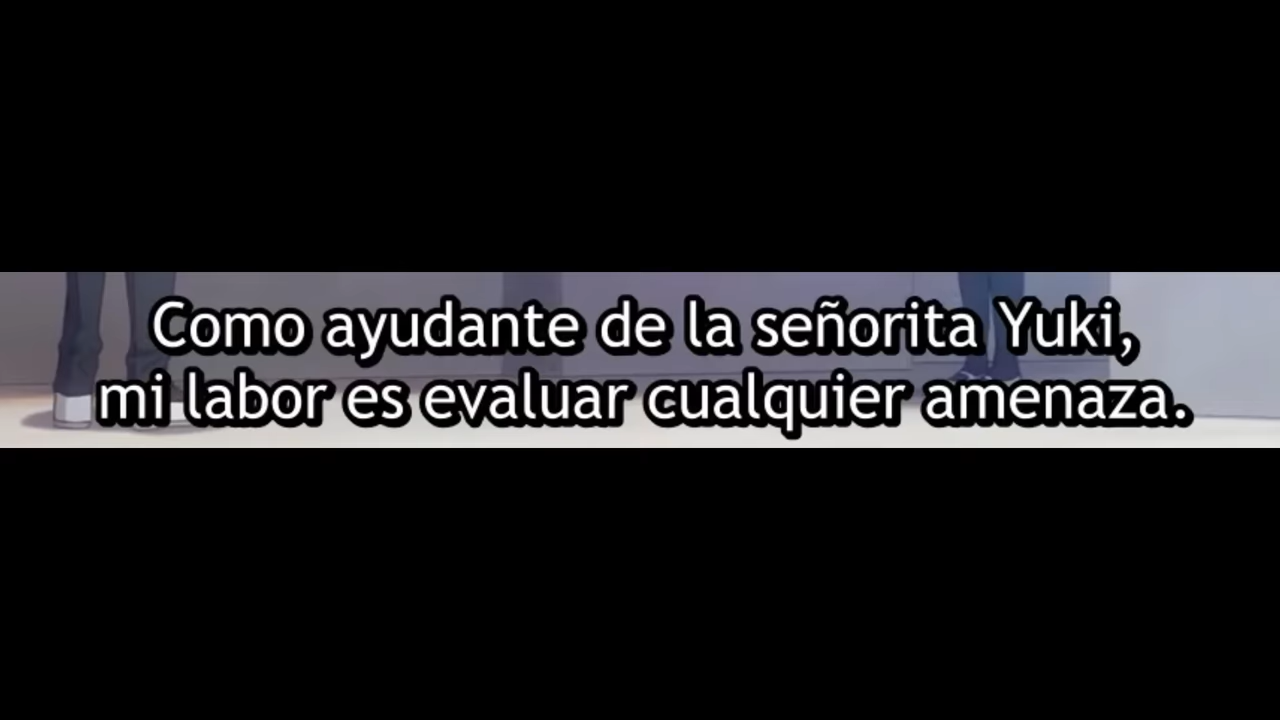 Como ayudante de la señorita Yuki,
mi labor es evaluar cualquier amenaza.